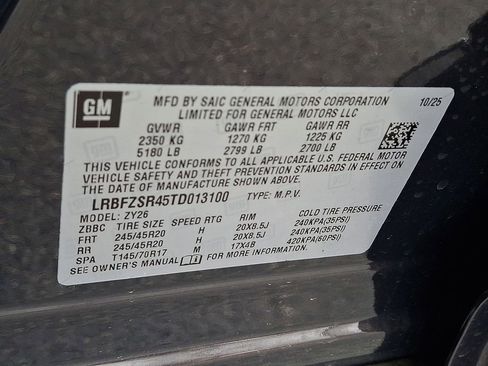 GM
MFD BY SAIC GENERAL MOTORS CORPORATION 10/25
LIMITED FOR GENERAL MOTORS LLC
GVWR GAWR FRT GAWR RR
2350 KG 1270 KG 1225 KG
5180 LB 2799 LB 2700 LB
THIS VEHICLE CONFORMS TO ALL APPLICABLE U.S. FEDERAL MOTOR
VEHICLE SAFETY AND THEFT PREVENTION STANDARDS IN EFFECT ON
THE DATE OF MANUFACTURE SHOWN ABOVE.
LRBFZSR45TD013100 TYPE: M.P.V.
MODEL: ZY26
ZBBC TIRE SIZE SPEED RTG RIM COLD TIRE PRESSURE
FRT 245/45R20 H 20X8.5J 240KPA(35PSI)
RR 245/45R20 H 20X8.5J 240KPA(35PSI)
SPA T145/70R17 M 17X4B 420KPA(60PSI)
SEE OWNER'S MANUAL FOR MORE INFORMATION.